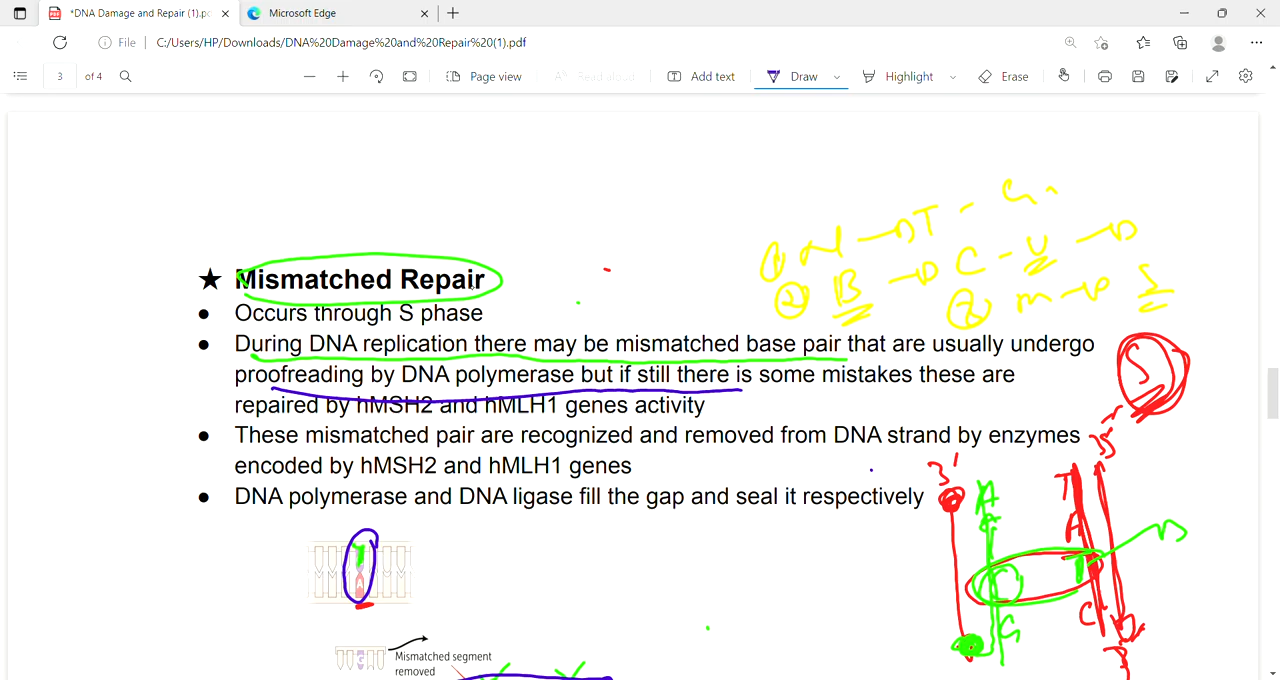 *DNA Damage and Repair (1).pc
Microsoft Edge
File
C:/Users/HP/Downloads/DNA%20Damage%20and%20Repair%20(1).pdf
3 of 4
Page view
Read aloud
Add text
Draw
Highlight
Erase
① N → T - G
② B → C - U →
③ M → S
★ Mismatched Repair
● Occurs through S phase
● During DNA replication there may be mismatched base pair that are usually undergo
proofreading by DNA polymerase but if still there is some mistakes these are
repaired by hMSH2 and hMLH1 genes activity
● These mismatched pair are recognized and removed from DNA strand by enzymes
encoded by hMSH2 and hMLH1 genes
● DNA polymerase and DNA ligase fill the gap and seal it respectively
S
3'
T
A
C
G
C
Mismatched segment
removed